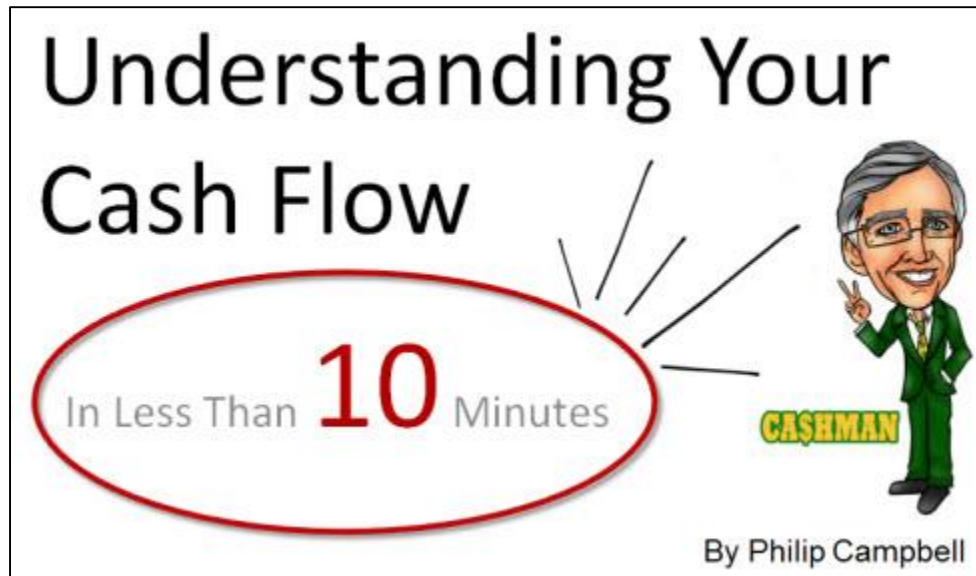 Understanding Your
Cash Flow
In Less Than 10 Minutes
CA$HMAN
By Philip Campbell